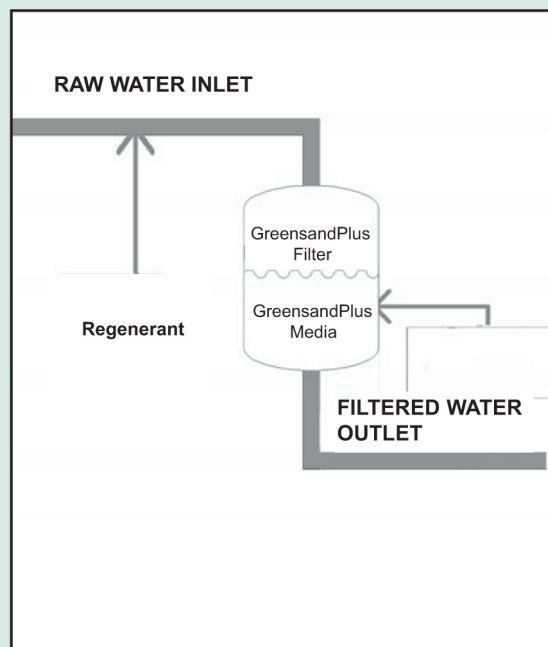 RAW WATER INLET
GreensandPlus
Filter
GreensandPlus
Media
Regenerant
FILTERED WATER
OUTLET